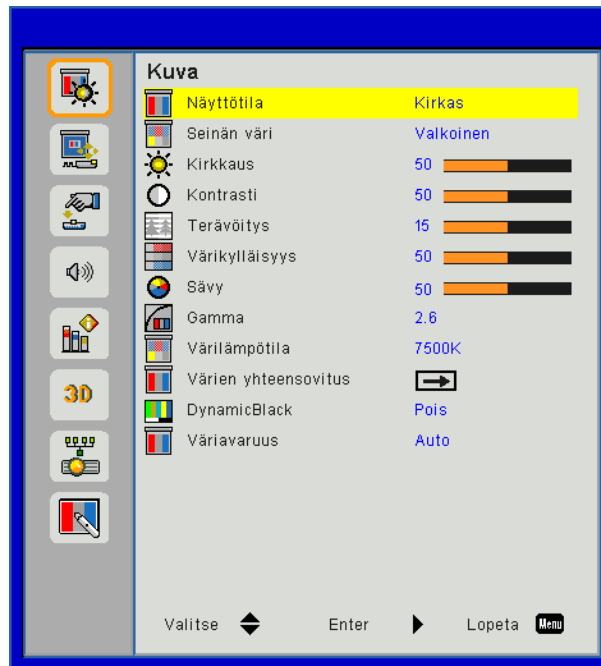 Kuva
Näyttötila Kirkas
Seinän väri Valkoinen
Kirkkaus 50
Kontrasti 50
Terävöitys 15
Värikylläisyys 50
Sävy 50
Gamma 2.6
Värilämpötila 7500K
Värien yhteensovitus
DynamicBlack Pois
Väriavaruus Auto
3D
Valitse Enter Lopeta Menu